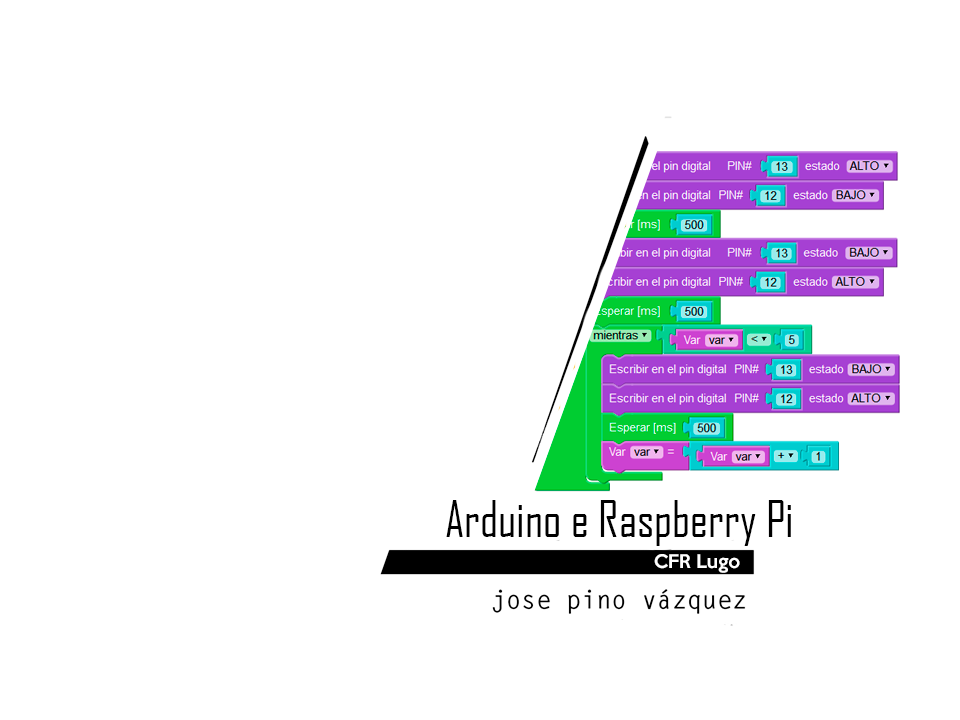 el pin digital PIN# 13 estado ALTO
en el pin digital PIN# 12 estado BAJO
[ms] 500
en el pin digital PIN# 13 estado BAJO
en el pin digital PIN# 12 estado ALTO
Esperar [ms] 500
mientras Var var < 5
Escribir en el pin digital PIN# 13 estado BAJO
Escribir en el pin digital PIN# 12 estado ALTO
Esperar [ms] 500
Var var = Var var + 1
Arduino e Raspberry Pi
CFR Lugo
jose pino vázquez